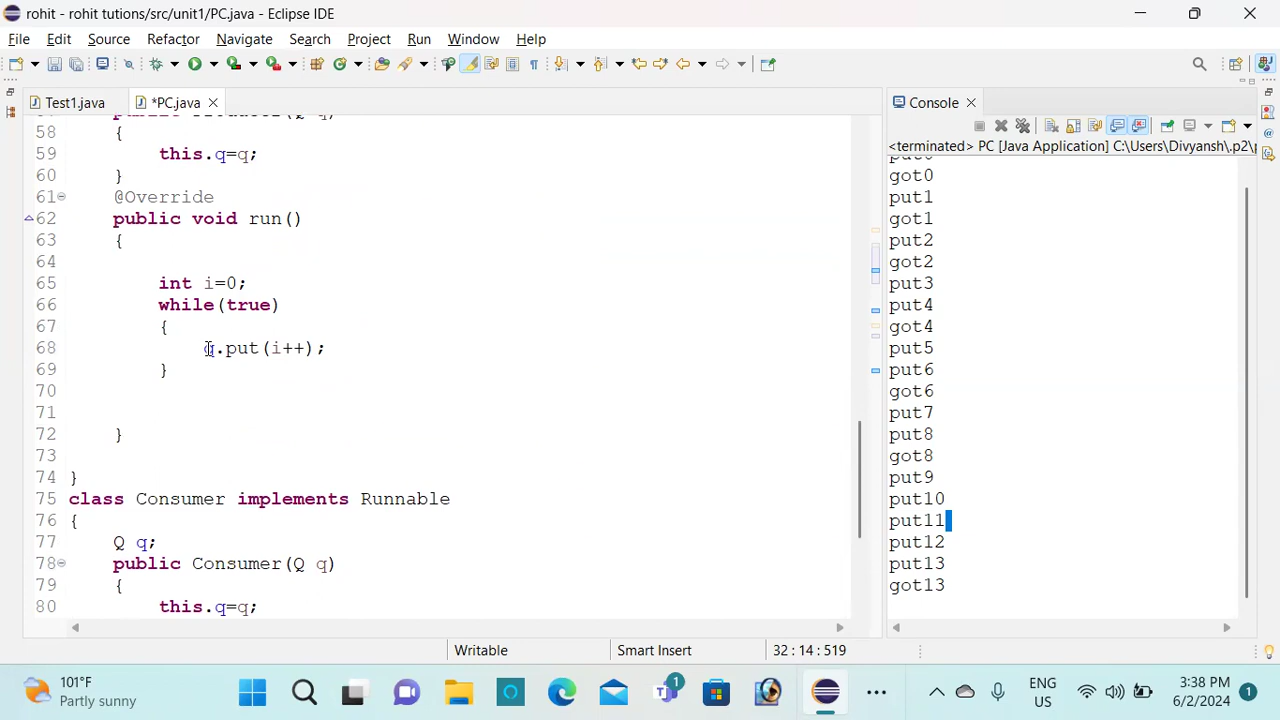 rohit - rohit tutions/src/unit1/PC.java - Eclipse IDE
File Edit Source Refactor Navigate Search Project Run Window Help
Test1.java
*PC.java
58 {
59 this.q=q;
60 }
61 @Override
62 public void run()
63 {
64
65 int i=0;
66 while(true)
67 {
68 q.put(i++);
69 }
70
71
72 }
73
74 }
75 class Consumer implements Runnable
76 {
77 Q q;
78 public Consumer(Q q)
79 {
80 this.q=q;
Console
<terminated> PC [Java Application] C:\Users\Divyansh\.p2\
got0
put1
got1
put2
got2
put3
put4
got4
put5
put6
got6
put7
put8
got8
put9
put10
put11
put12
put13
got13
Writable
Smart Insert
32 : 14 : 519
101°F
Partly sunny
1
ENG
US
3:38 PM
6/2/2024
1